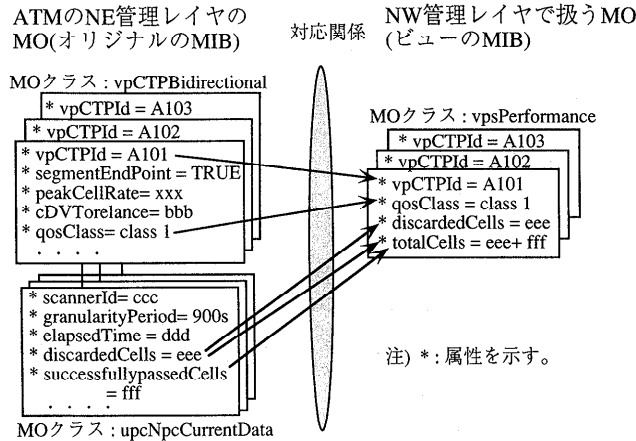 ATMのNE管理レイヤの
MO(オリジナルのMIB)
対応関係
NW管理レイヤで扱うMO
(ビューのMIB)
MOクラス : vpCTPBidirectional
* vpCTPId = A103
* vpCTPId = A102
* vpCTPId = A101
* segmentEndPoint = TRUE
* peakCellRate= xxx
* cDVTorelance= bbb
* qosClass= class 1
. . . .
* scannerId= ccc
* granularityPeriod= 900s
* elapsedTime = ddd
* discardedCells = eee
* successfullypassedCells
= fff
. . . .
MOクラス : upcNpcCurrentData
MOクラス : vpsPerformance
* vpCTPId = A103
* vpCTPId = A102
* vpCTPId = A101
* qosClass = class 1
* discardedCells = eee
* totalCells = eee+ fff
注) * : 属性を示す。